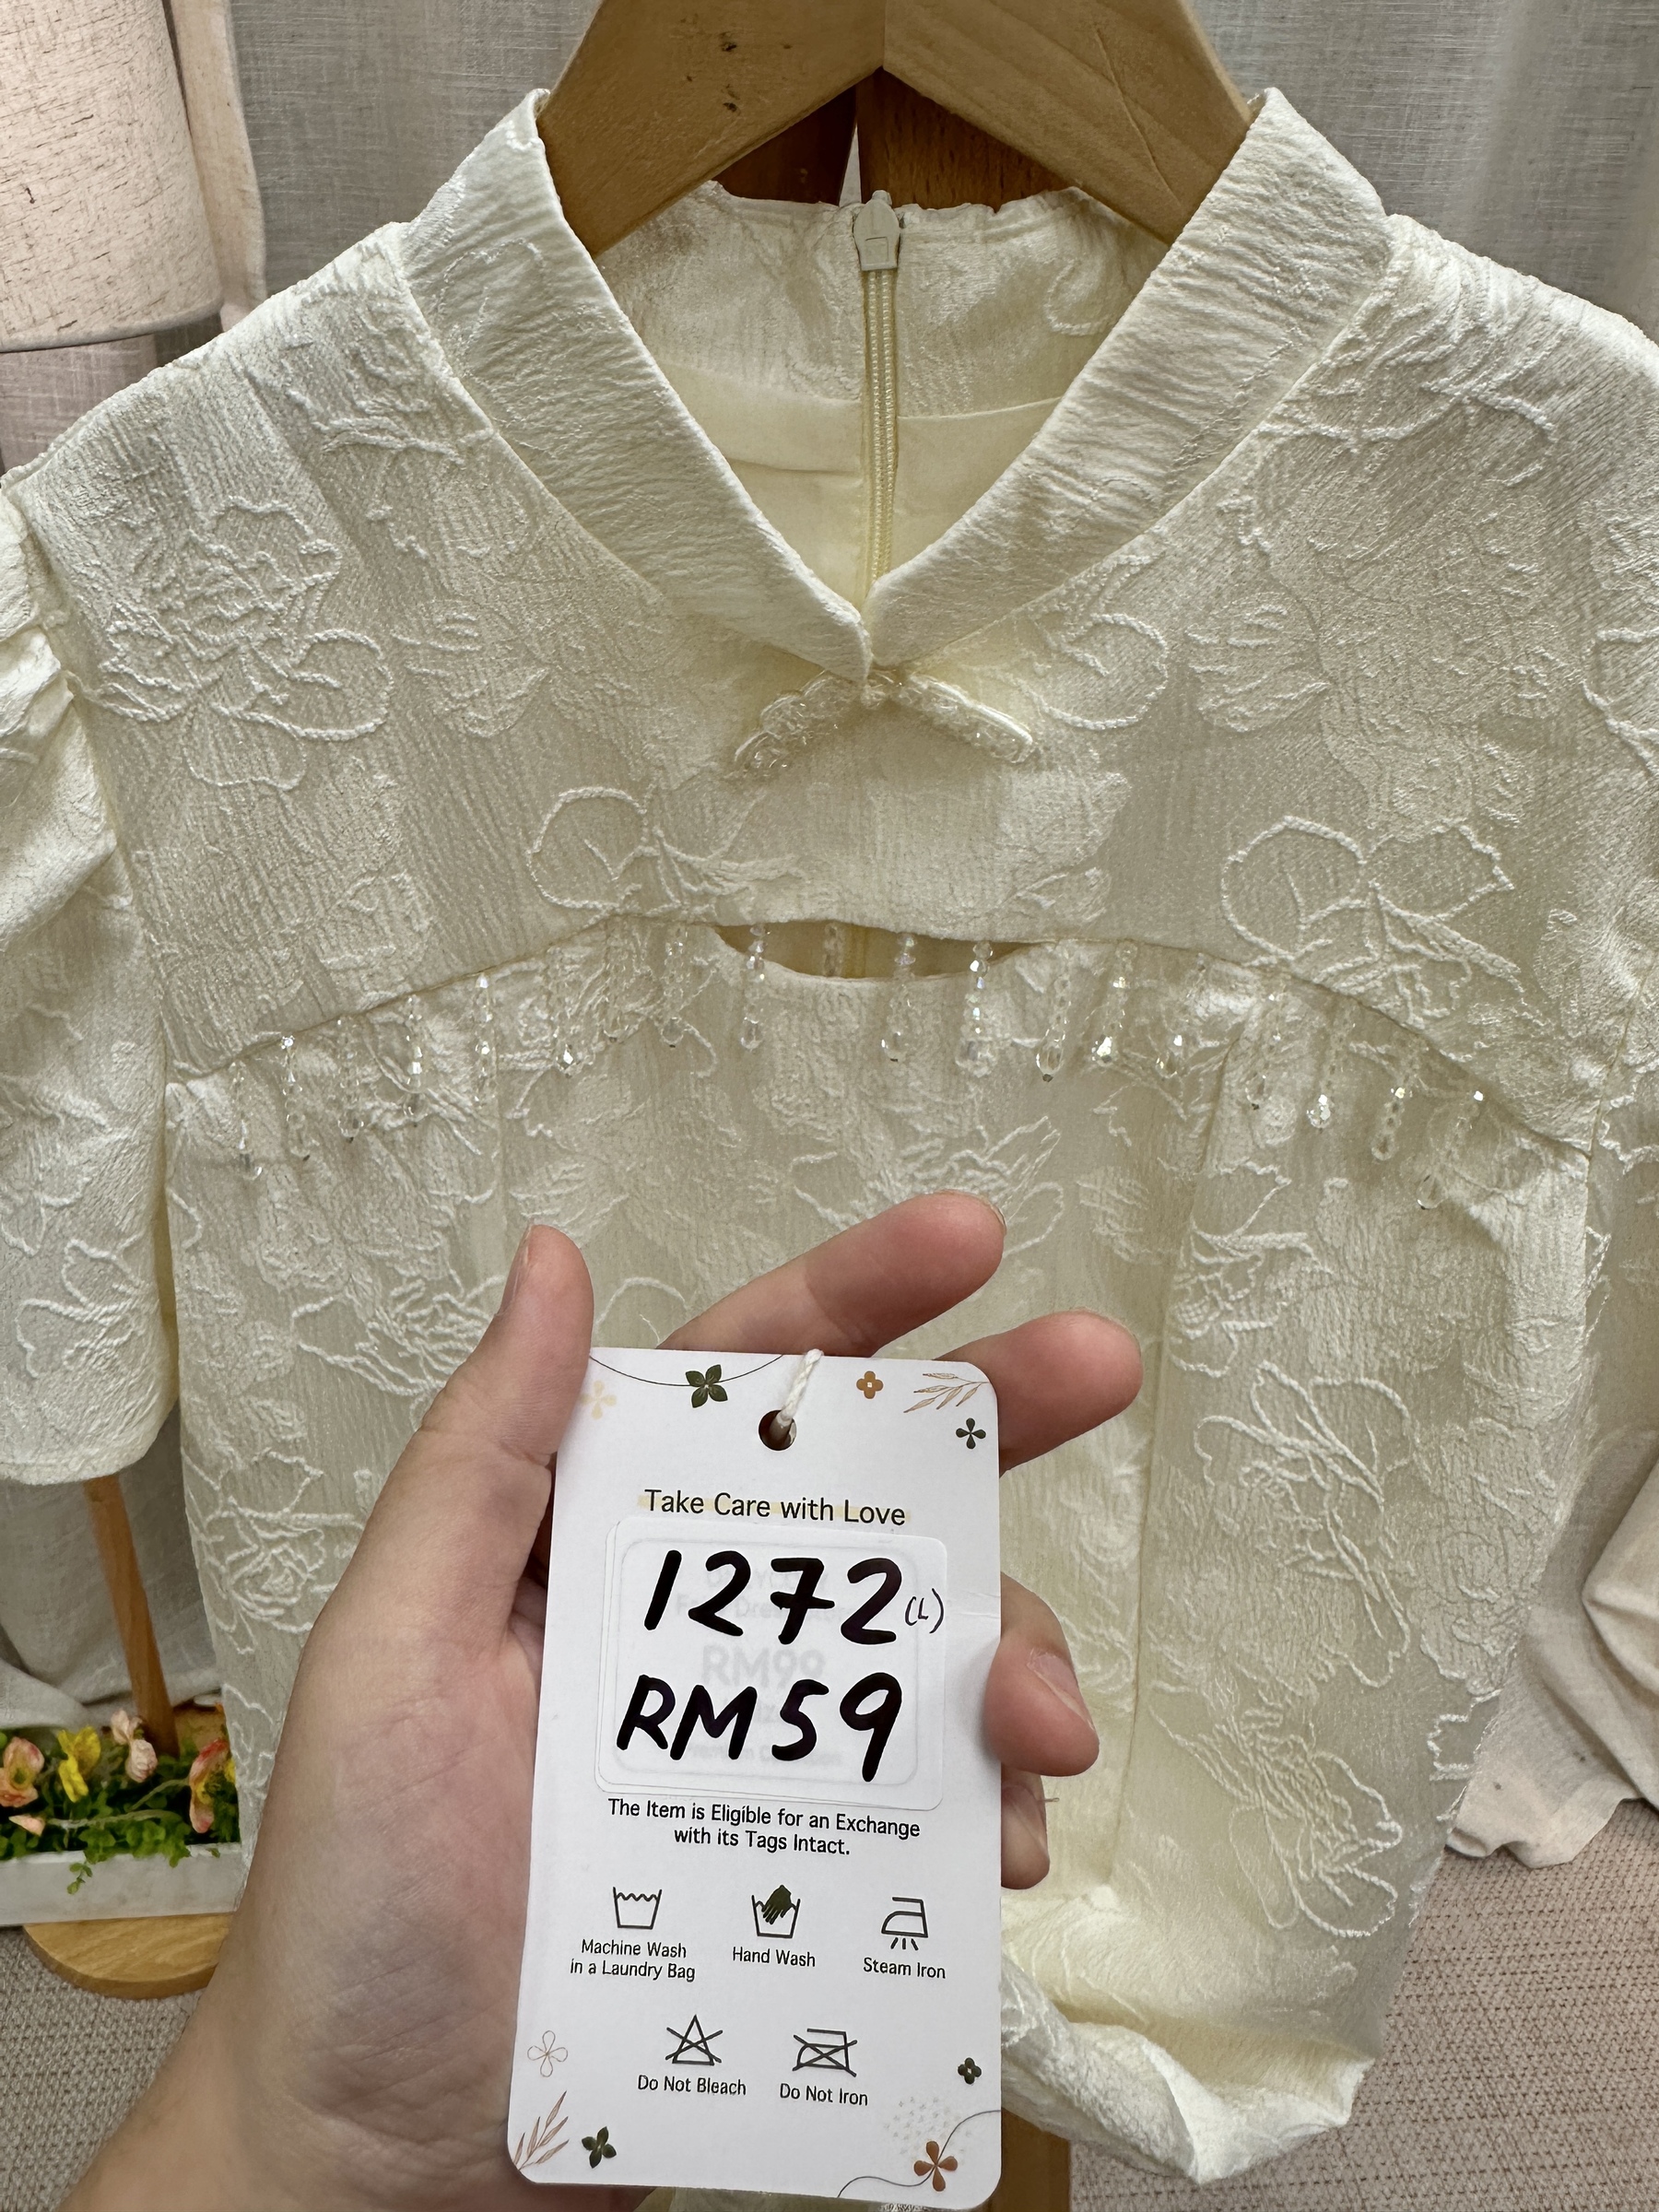 Take Care with Love
1272(L)
RM99
RM59
The Item is Eligible for an Exchange
with its Tags Intact.
Machine Wash
in a Laundry Bag
Hand Wash
Steam Iron
Do Not Bleach
Do Not Iron